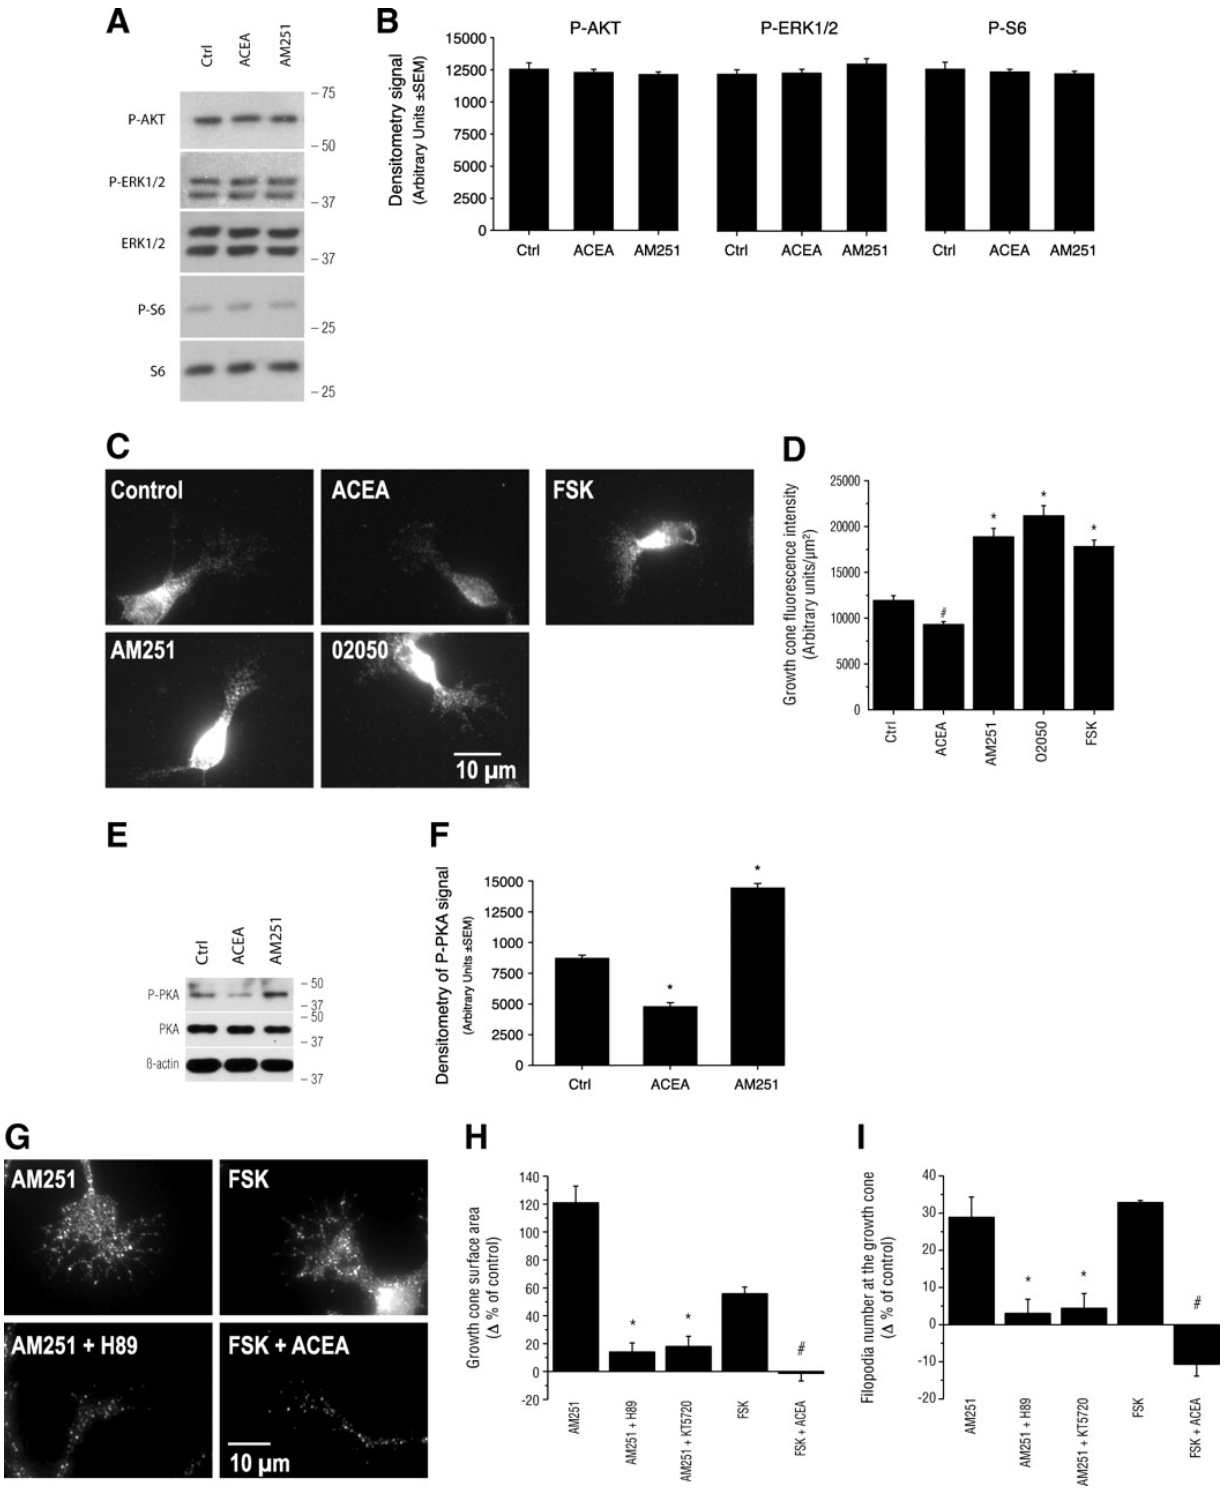 A
Ctrl
ACEA
AM251
P-AKT
P-ERK1/2
ERK1/2
P-S6
S6
– 75
– 50
– 37
– 37
– 25
– 25
B
P-AKT
P-ERK1/2
P-S6
Densitometry signal
(Arbitrary Units ±SEM)
15000
12500
1000
7500
5000
2500
0
Ctrl ACEA AM251
Ctrl ACEA AM251
Ctrl ACEA AM251
C
Control
ACEA
FSK
AM251
02050
10 µm
D
Growth cone fluorescence intensity
(Arbitrary units/µm²)
25000
20000
15000
10000
5000
0
#
*
*
*
Ctrl
ACEA
AM251
O2050
FSK
E
Ctrl
ACEA
AM251
P-PKA
PKA
ß-actin
– 50
– 37
– 50
– 37
– 37
F
Densitometry of P-PKA signal
(Arbitrary Units ±SEM)
15000
12500
1000
7500
5000
2500
0
*
*
Ctrl
ACEA
AM251
G
AM251
FSK
AM251 + H89
FSK + ACEA
10 µm
H
Growth cone surface area
(Δ % of control)
140
120
100
80
60
40
20
0
-20
*
*
#
AM251
AM251 + H89
AM251 + KT5720
FSK
FSK + ACEA
I
Filopodia number at the growth cone
(Δ % of control)
40
30
20
10
0
-10
-20
*
*
#
AM251
AM251 + H89
AM251 + KT5720
FSK
FSK + ACEA